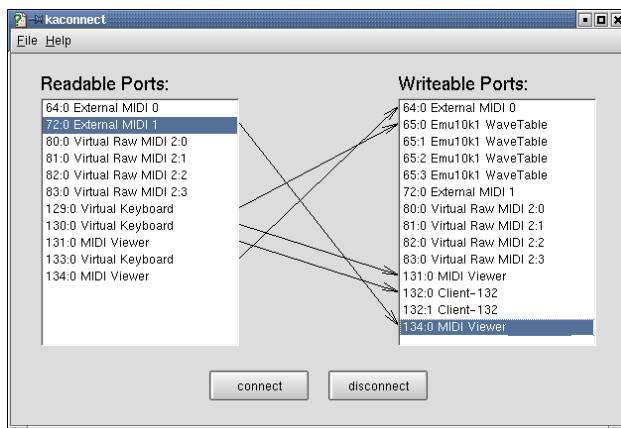 kaconnect
File Help
Readable Ports:
64:0 External MIDI 0
72:0 External MIDI 1
80:0 Virtual Raw MIDI 2:0
81:0 Virtual Raw MIDI 2:1
82:0 Virtual Raw MIDI 2:2
83:0 Virtual Raw MIDI 2:3
129:0 Virtual Keyboard
130:0 Virtual Keyboard
131:0 MIDI Viewer
133:0 Virtual Keyboard
134:0 MIDI Viewer
Writeable Ports:
64:0 External MIDI 0
65:0 Emu10k1 WaveTable
65:1 Emu10k1 WaveTable
65:2 Emu10k1 WaveTable
65:3 Emu10k1 WaveTable
72:0 External MIDI 1
80:0 Virtual Raw MIDI 2:0
81:0 Virtual Raw MIDI 2:1
82:0 Virtual Raw MIDI 2:2
83:0 Virtual Raw MIDI 2:3
131:0 MIDI Viewer
132:0 Client-132
132:1 Client-132
134:0 MIDI Viewer
connect
disconnect